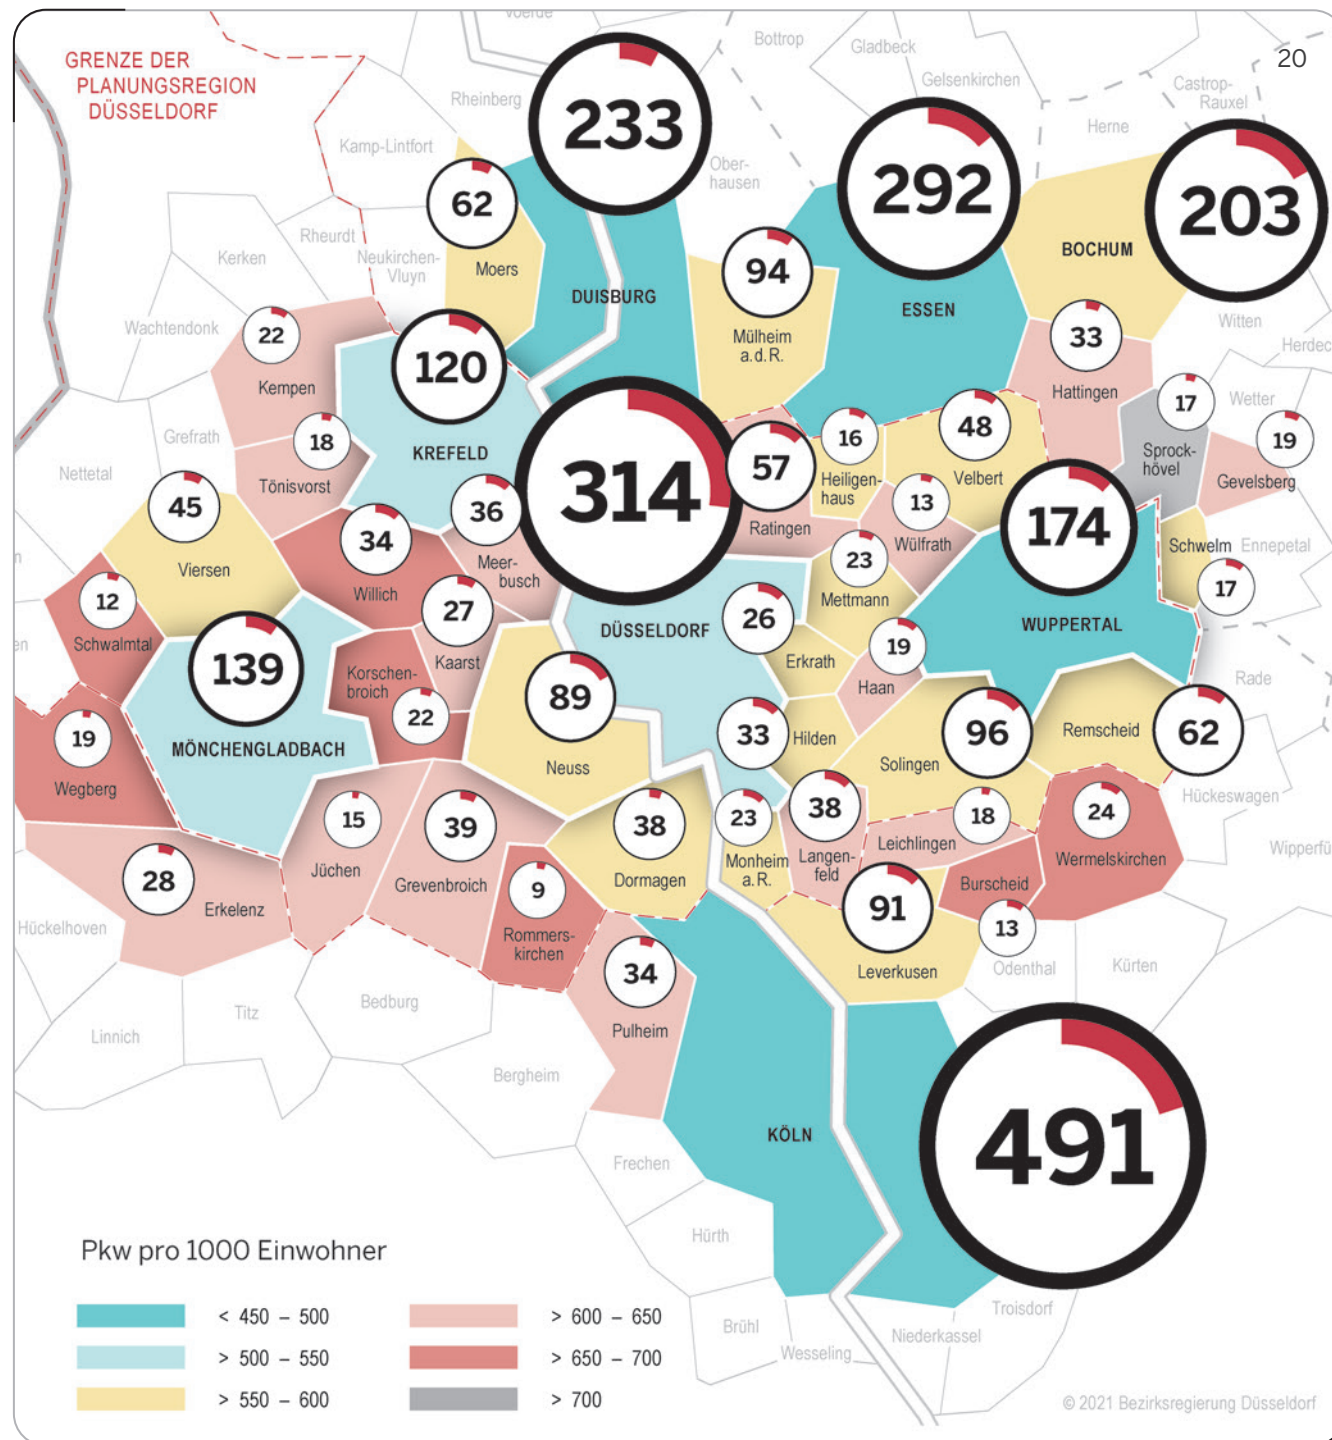 Voerde
20
GRENZE DER
PLANUNGSREGION
DÜSSELDORF
Bottrop
Gladbeck
Gelsenkirchen
Castrop-
Rauxel
Herne
Rheinberg
233
Kamp-Lintfort
Ober-
hausen
292
203
62
Moers
Rheurdt
Neukirchen-
Vluyn
Kerken
BOCHUM
94
Mülheim
a.d.R.
DUISBURG
ESSEN
Wachtendonk
22
Kempen
120
KREFELD
33
Hattingen
Witten
Herdec
17
Sprock-
hövel
Wetter
19
Gevelsberg
Grefrath
18
Tönisvorst
314
57
Ratingen
16
Heiligen-
haus
48
Velbert
Nettetal
45
Viersen
34
Willich
36
Meer-
busch
13
Wülfrath
174
WUPPERTAL
Schwelm
17
Ennepetal
n
23
Mettmann
12
Schwalmtal
27
Kaarst
DÜSSELDORF
26
Erkrath
19
Haan
en
139
MÖNCHENGLADBACH
Korschen-
broich
22
89
Neuss
33
Hilden
96
Solingen
Remscheid
62
Rade
19
Wegberg
Hückeswagen
15
Jüchen
39
Grevenbroich
38
Dormagen
23
Monheim
a.R.
38
Langen-
feld
18
Leichlingen
24
Wermelskirchen
Wipperfü
28
Erkelenz
9
Rommers-
kirchen
91
Leverkusen
Burscheid
13
Hückelhoven
Odenthal
Kürten
34
Pulheim
Bedburg
Titz
Linnich
Bergheim
491
KÖLN
Frechen
Hürth
Brühl
Wesseling
Niederkassel
Troisdorf
Pkw pro 1000 Einwohner
< 450 – 500
> 500 – 550
> 550 – 600
> 600 – 650
> 650 – 700
> 700
© 2021 Bezirksregierung Düsseldorf